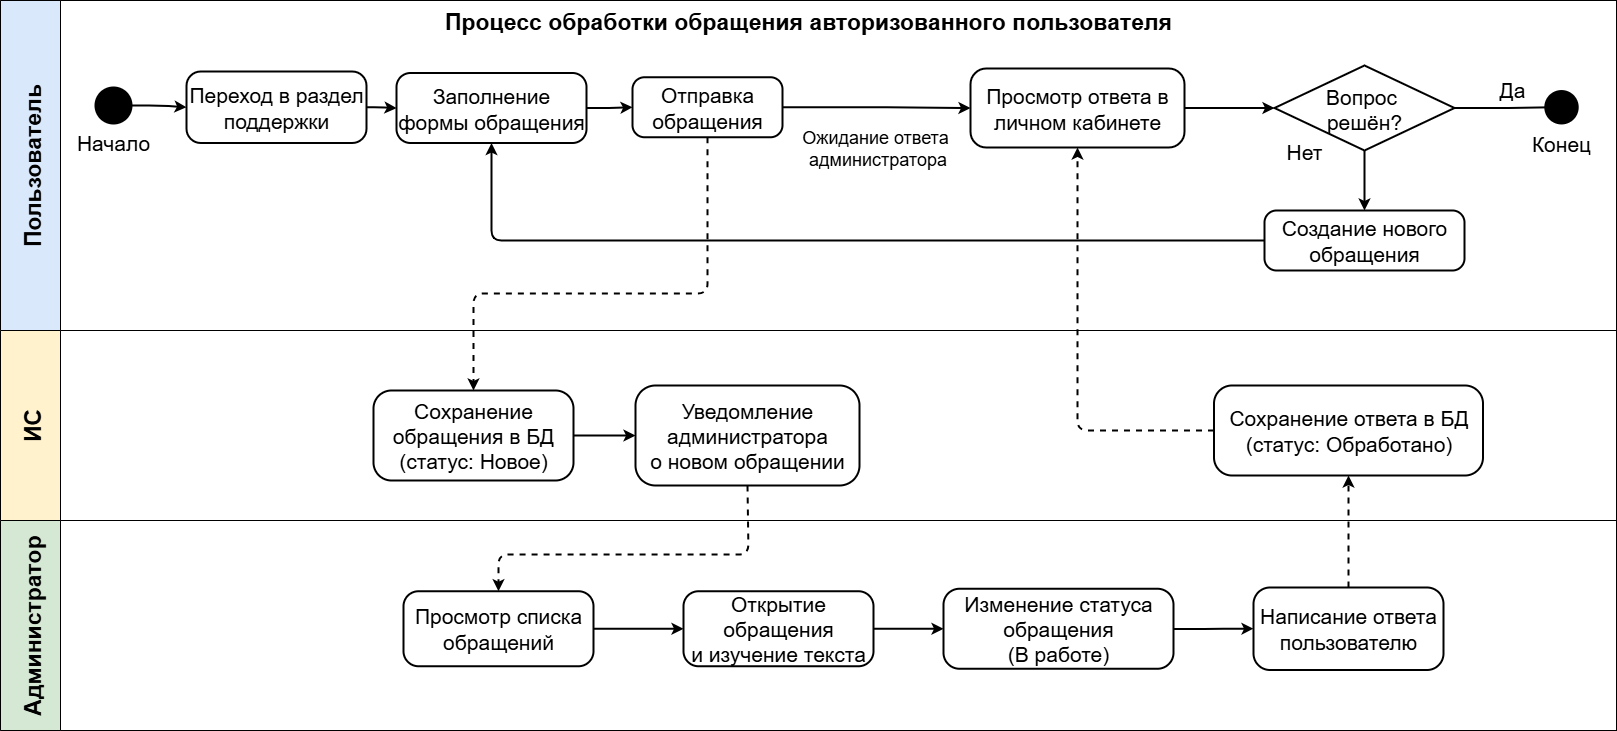 Процесс обработки обращения авторизованного пользователя
Пользователь
Начало
Переход в раздел
поддержки
Заполнение
формы обращения
Отправка
обращения
Ожидание ответа
администратора
Просмотр ответа в
личном кабинете
Вопрос
решён?
Да
Конец
Нет
Создание нового
обращения
ИС
Сохранение
обращения в БД
(статус: Новое)
Уведомление
администратора
о новом обращении
Сохранение ответа в БД
(статус: Обработано)
Администратор
Просмотр списка
обращений
Открытие
обращения
и изучение текста
Изменение статуса
обращения
(В работе)
Написание ответа
пользователю